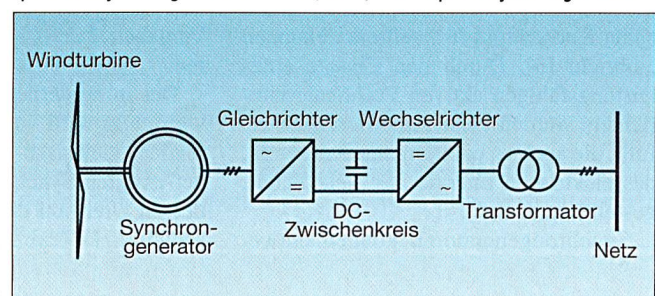 Windturbine
Gleichrichter Wechselrichter
~
=
=
~
Synchron-
generator
DC-
Zwischenkreis
Transformator
Netz